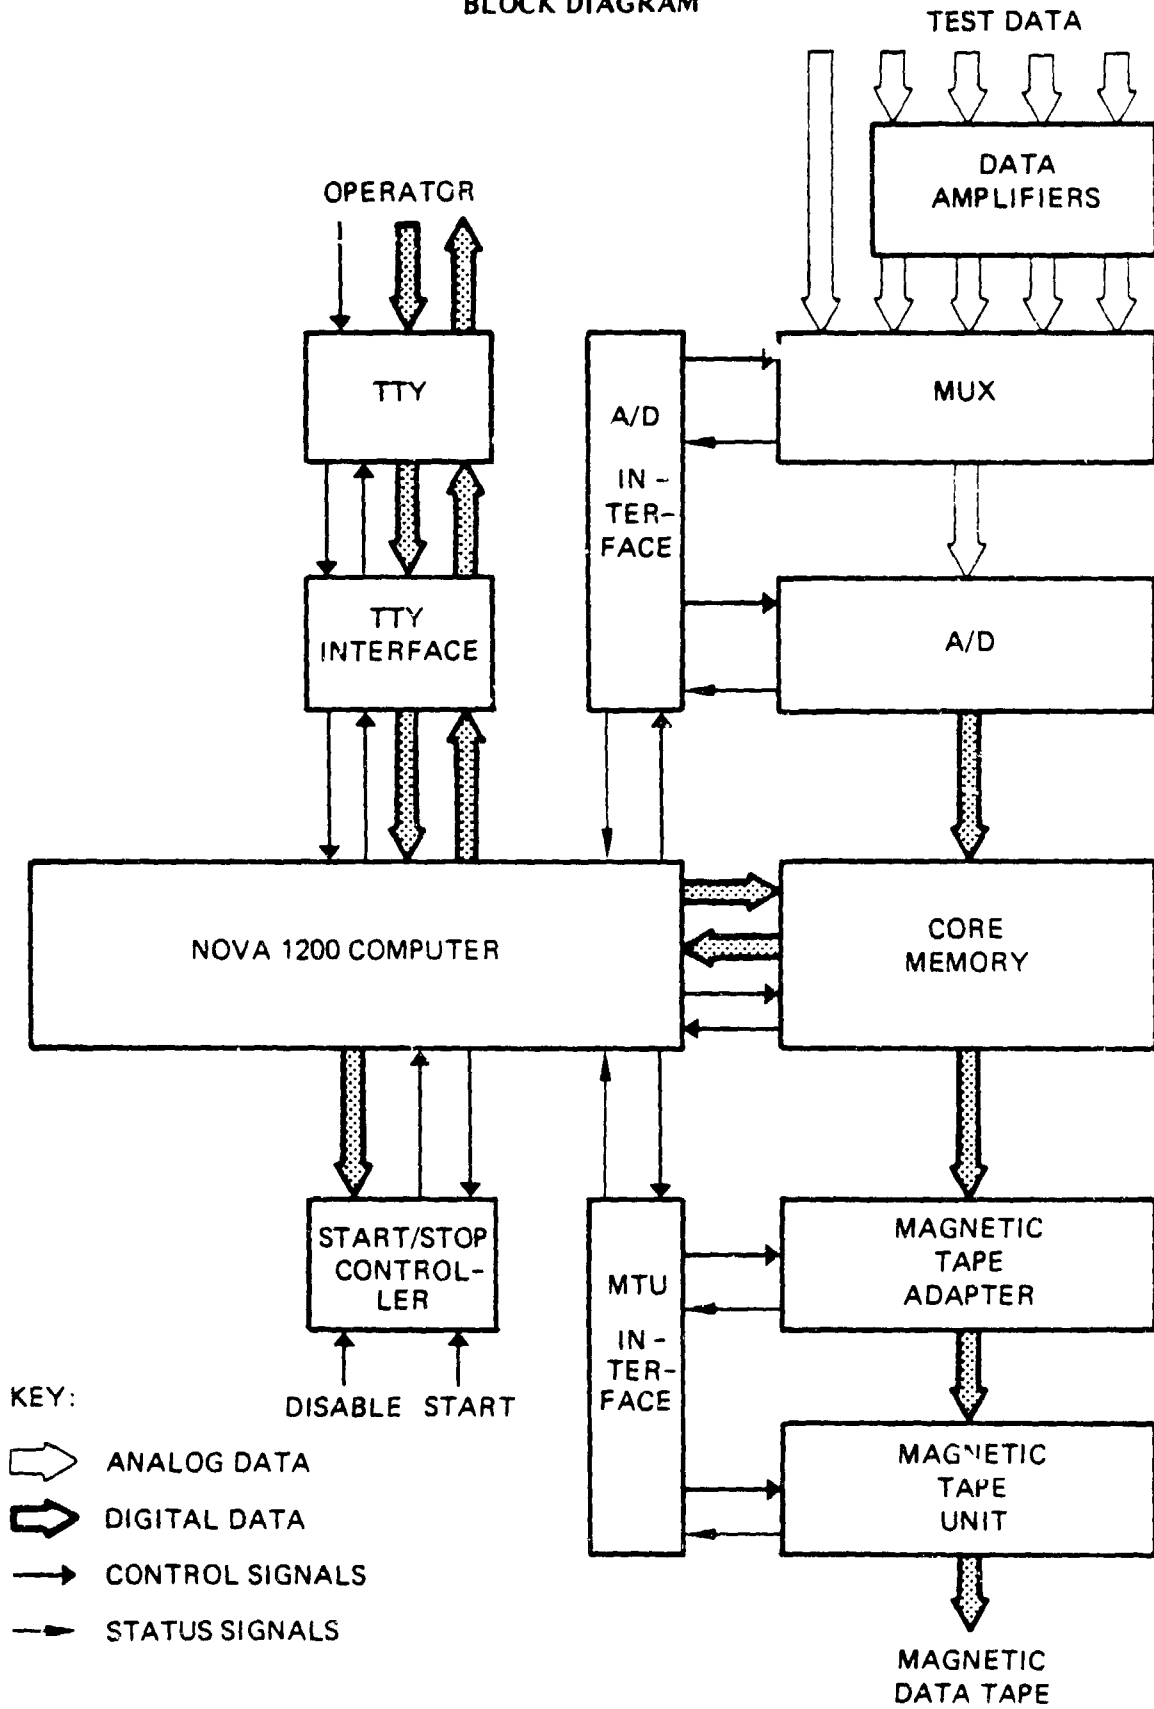 BLOCK DIAGRAM
TEST DATA
DATA
AMPLIFIERS
OPERATOR
TTY
A/D
IN -
TER-
FACE
MUX
TTY
INTERFACE
A/D
NOVA 1200 COMPUTER
CORE
MEMORY
START/STOP
CONTROL-
LER
MTU
IN -
TER-
FACE
MAGNETIC
TAPE
ADAPTER
DISABLE START
MAGNETIC
TAPE
UNIT
KEY:
ANALOG DATA
DIGITAL DATA
CONTROL SIGNALS
STATUS SIGNALS
MAGNETIC
DATA TAPE